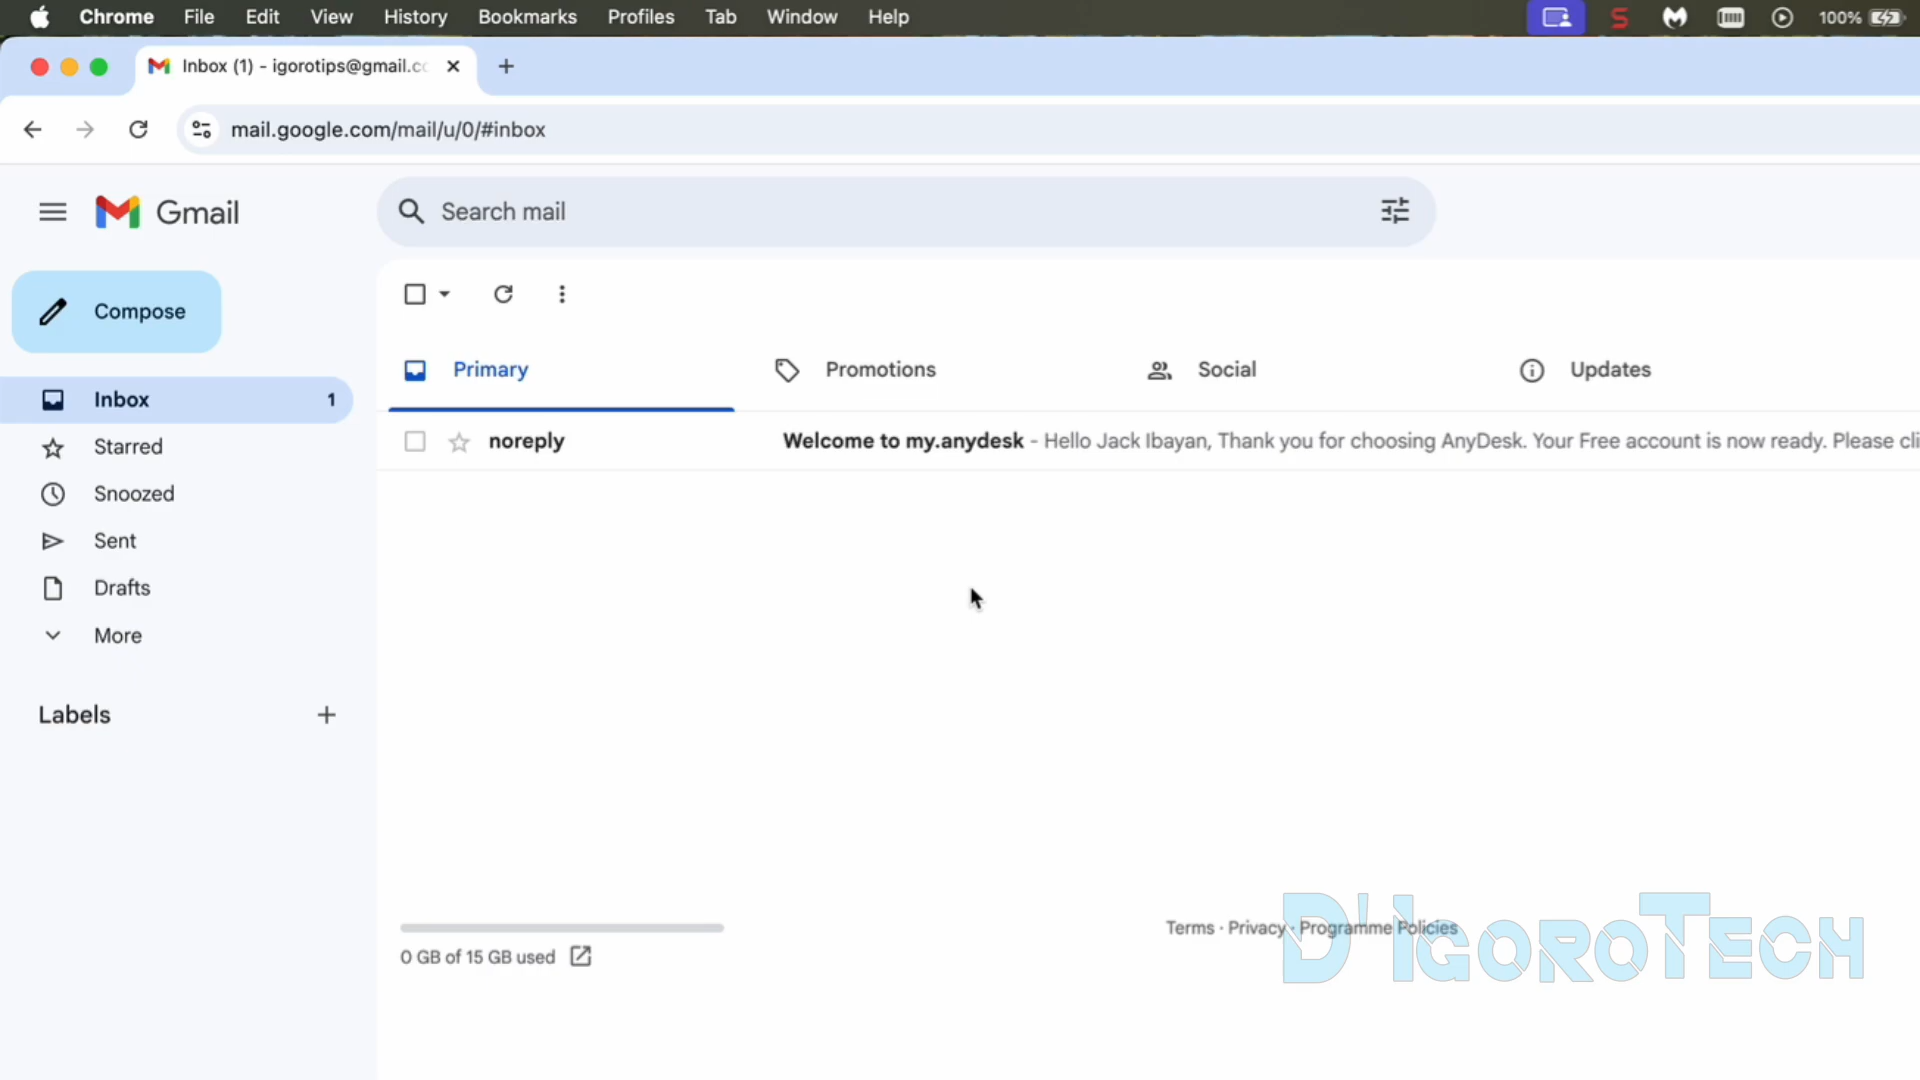 Chrome File Edit View History Bookmarks Profiles Tab Window Help S 100%
Inbox (1) - igorotips@gmail.cc
mail.google.com/mail/u/0/#inbox
Gmail
Search mail
Compose
Primary Promotions Social Updates
Inbox 1
noreply Welcome to my.anydesk - Hello Jack Ibayan, Thank you for choosing AnyDesk. Your Free account is now ready. Please cli
Starred
Snoozed
Sent
Drafts
More
Labels
Terms · Privacy · Programme Policies
D'IGOROTECH
0 GB of 15 GB used